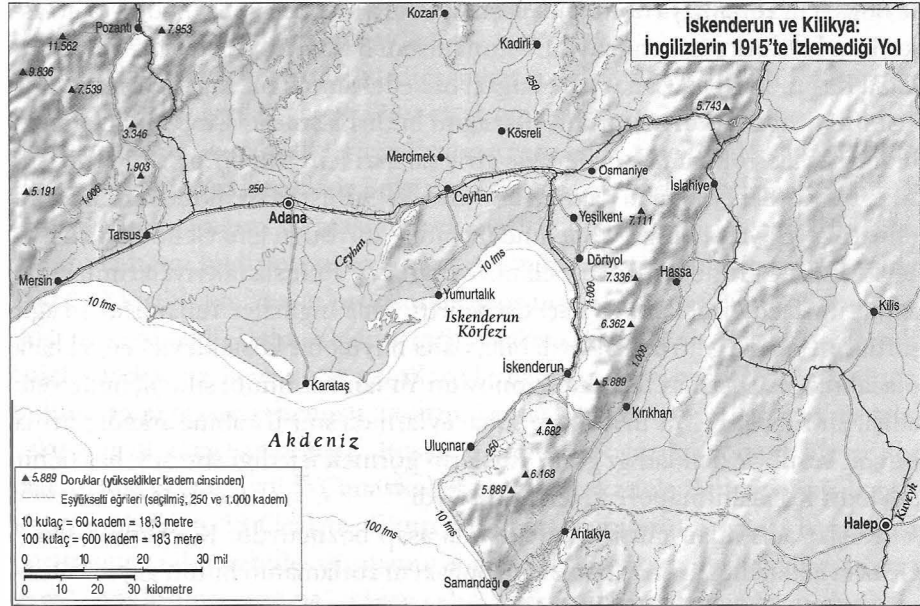 İskenderun ve Kilikya:
İngilizlerin 1915'te İzlemediği Yol
Pozantı
7.953
11.562
9.836
7.539
3.346
1.903
5.191
1.000
Kozan
Kadirli
250
Kösreli
Merçimek
5.743
Osmaniye
İslahiye
250
Adana
Ceyhan
Tarsus
Ceyhan
Yeşilkent
7.111
Mersin
10 fms
10 fms
Dörtyol
7.336
Hassa
Yumurtalık
İskenderun
Körfezi
1.000
6.362
1.000
Kilis
Karataş
İskenderun
5.889
Kırıkhan
4.682
Akdeniz
Uluçınar
250
6.168
5.889
100 fms
10 fms
Antakya
Samandağı
Halep
Kuveyk
5.889 Doruklar (yükseklikler kadem cinsinden)
Eşyükselti eğrileri (seçilmiş, 250 ve 1.000 kadem)
10 kulaç = 60 kadem = 18,3 metre
100 kulaç = 600 kadem = 183 metre
0 10 20 30 mil
0 10 20 30 kilometre